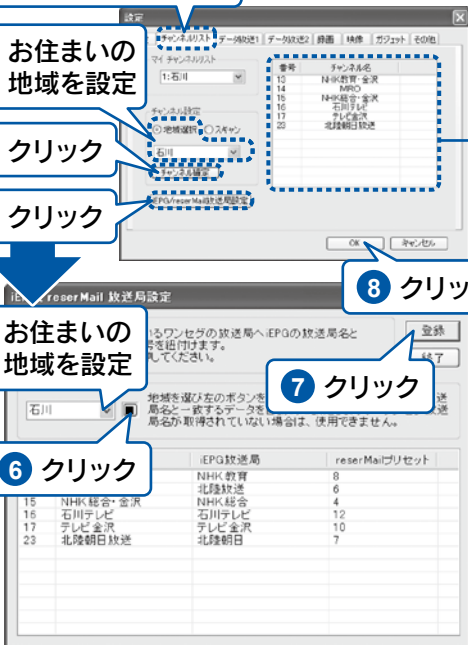 設定
チャンネルリスト データ放送1 データ放送2 録画 映像 ガジェット その他
お住まいの
地域を設定
マイ チャンネルリスト
1:石川
番号 チャンネル名
13 NHK教育・金沢
14 MRO
15 NHK総合・金沢
16 石川テレビ
17 テレビ金沢
23 北陸朝日放送
チャンネル設定
地域選択 スキャン
石川
クリック
チャンネル確定
クリック
iEPG/reserMail放送局設定
OK キャンセル
8 クリッ
reserMail 放送局設定
お住まいの
地域を設定
るワンセグの放送局へiEPGの放送局名と
号を紐付けます。
してください。
登録
終了
7 クリック
石川
地域を選び左のボタンを
局名と一致するデータを
局名が取得されていない場合は、使用できません。
6 クリック
iEPG放送局 reserMailプリセット
NHK教育 8
北陸放送 6
15 NHK総合・金沢 NHK総合 4
16 石川テレビ 石川テレビ 12
17 テレビ金沢 テレビ金沢 10
23 北陸朝日放送 北陸朝日 7